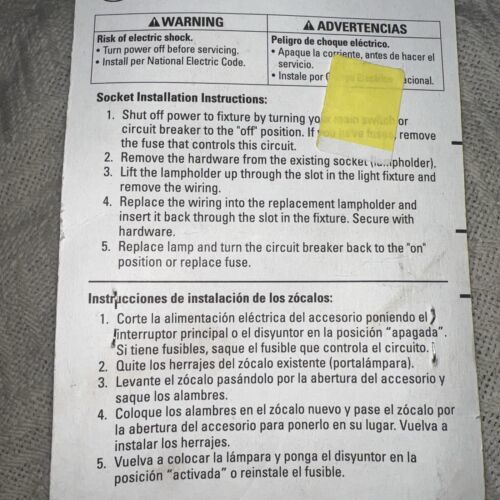 WARNING
Risk of electric shock.
• Turn power off before servicing.
• Install per National Electric Code.
ADVERTENCIAS
Peligro de choque eléctrico.
• Apaque la corriente, antes de hacer el
servicio.
• Instale por acional.
Socket Installation Instructions:
1. Shut off power to fixture by turning your main switch or
circuit breaker to the "off" position. If you have fuses, remove
the fuse that controls this circuit.
2. Remove the hardware from the existing socket (lampholder).
3. Lift the lampholder up through the slot in the light fixture and
remove the wiring.
4. Replace the wiring into the replacement lampholder and
insert it back through the slot in the fixture. Secure with
hardware.
5. Replace lamp and turn the circuit breaker back to the "on"
position or replace fuse.
Instrucciones de instalación de los zócalos:
1. Corte la alimentación eléctrica del accesorio poniendo el
interruptor principal o el disyuntor en la posición "apagada".
Si tiene fusibles, saque el fusible que controla el circuito.
2. Quite los herrajes del zócalo existente (portalámpara).
3. Levante el zócalo pasándolo por la abertura del accesorio y
saque los alambres.
4. Coloque los alambres en el zócalo nuevo y pase el zócalo por
la abertura del accesorio para ponerlo en su lugar. Vuelva a
instalar los herrajes.
5. Vuelva a colocar la lámpara y ponga el disyuntor en la
posición "activada" o reinstale el fusible.